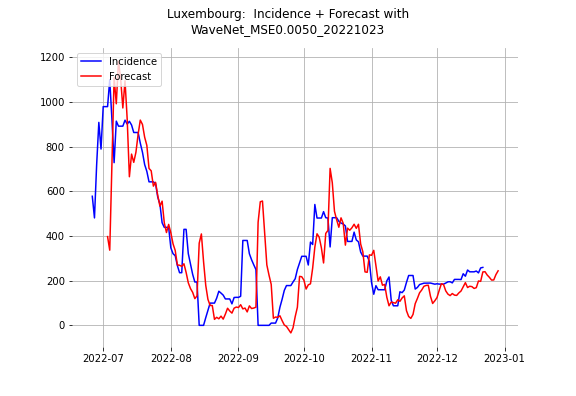 Luxembourg:  Incidence + Forecast with
WaveNet_MSE0.0050_20221023
Incidence
Forecast
1200
1000
800
600
400
200
0
2022-07 2022-08 2022-09 2022-10 2022-11 2022-12 2023-01